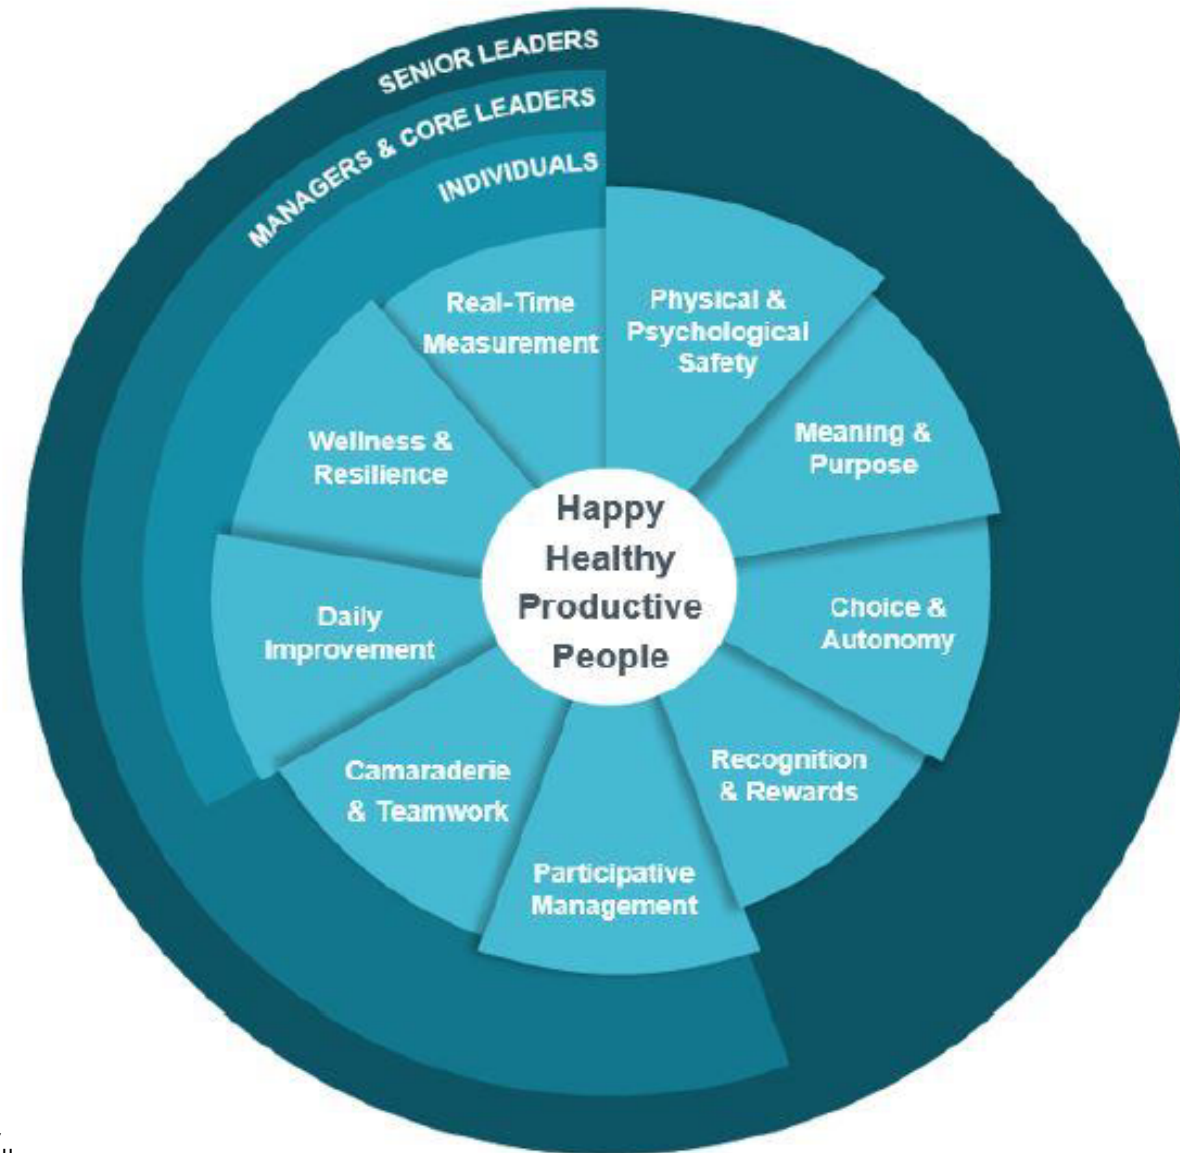 SENIOR LEADERS
MANAGERS & CORE LEADERS
INDIVIDUALS
Real-Time
Measurement
Physical &
Psychological
Safety
Meaning &
Purpose
Choice &
Autonomy
Recognition
& Rewards
Participative
Management
Camaraderie
& Teamwork
Daily
Improvement
Wellness &
Resilience
Happy
Healthy
Productive
People